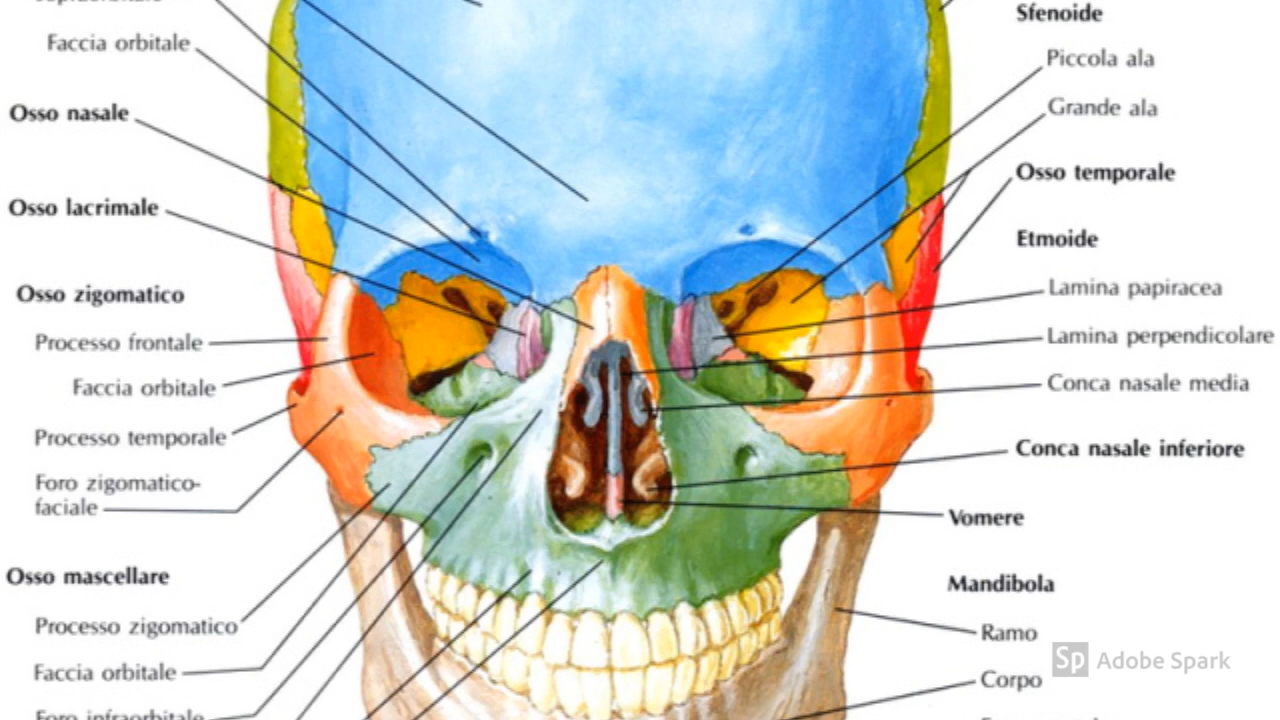 Faccia orbitale
Osso nasale
Osso lacrimale
Osso zigomatico
Processo frontale
Faccia orbitale
Processo temporale
Foro zigomatico-
facciale
Osso mascellare
Processo zigomatico
Faccia orbitale
Foro infraorbitale
Sfenoide
Piccola ala
Grande ala
Osso temporale
Etmoide
Lamina papiracea
Lamina perpendicolare
Conca nasale media
Conca nasale inferiore
Vomere
Mandibola
Ramo
Corpo
Sp Adobe Spark